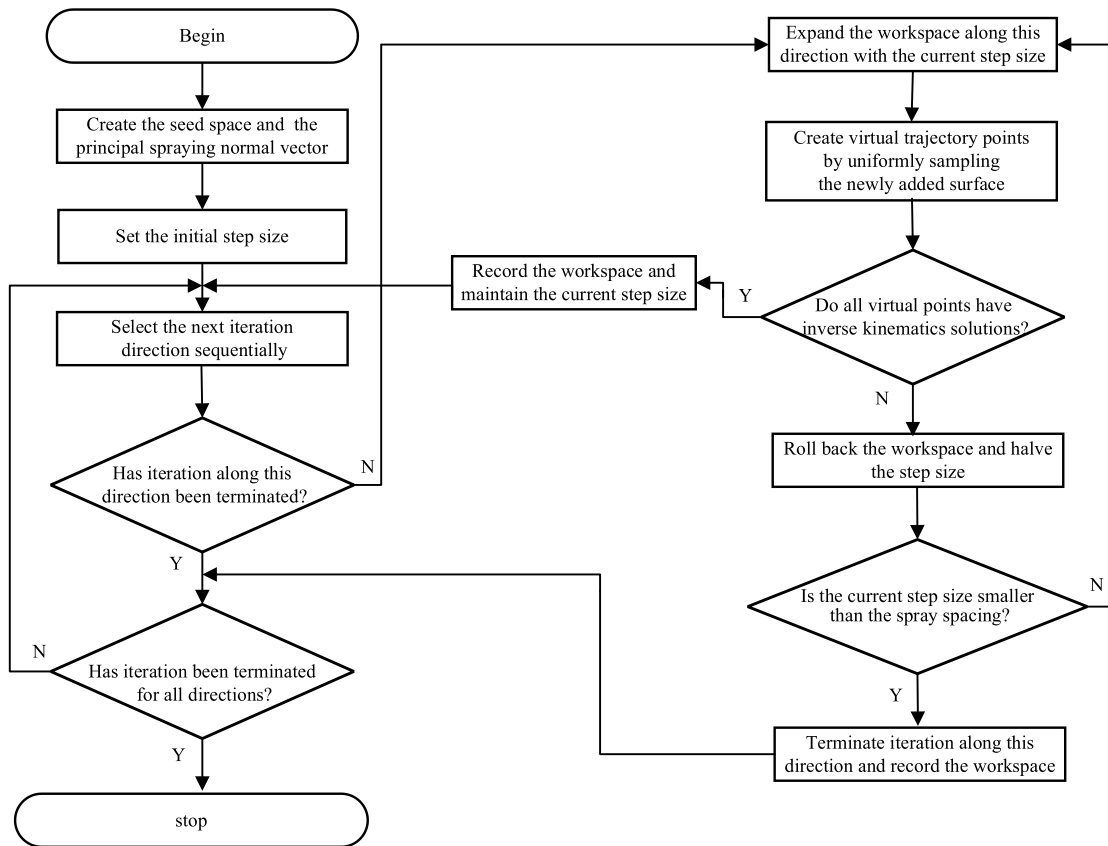 Begin
Create the seed space and the
principal spraying normal vector
Set the initial step size
Select the next iteration
direction sequentially
Has iteration along this
direction been terminated?
N
Y
Has iteration been terminated
for all directions?
N
Y
stop
Expand the workspace along this
direction with the current step size
Create virtual trajectory points
by uniformly sampling
the newly added surface
Do all virtual points have
inverse kinematics solutions?
Y
Record the workspace and
maintain the current step size
N
Roll back the workspace and halve
the step size
Is the current step size smaller
than the spray spacing?
N
Y
Terminate iteration along this
direction and record the workspace